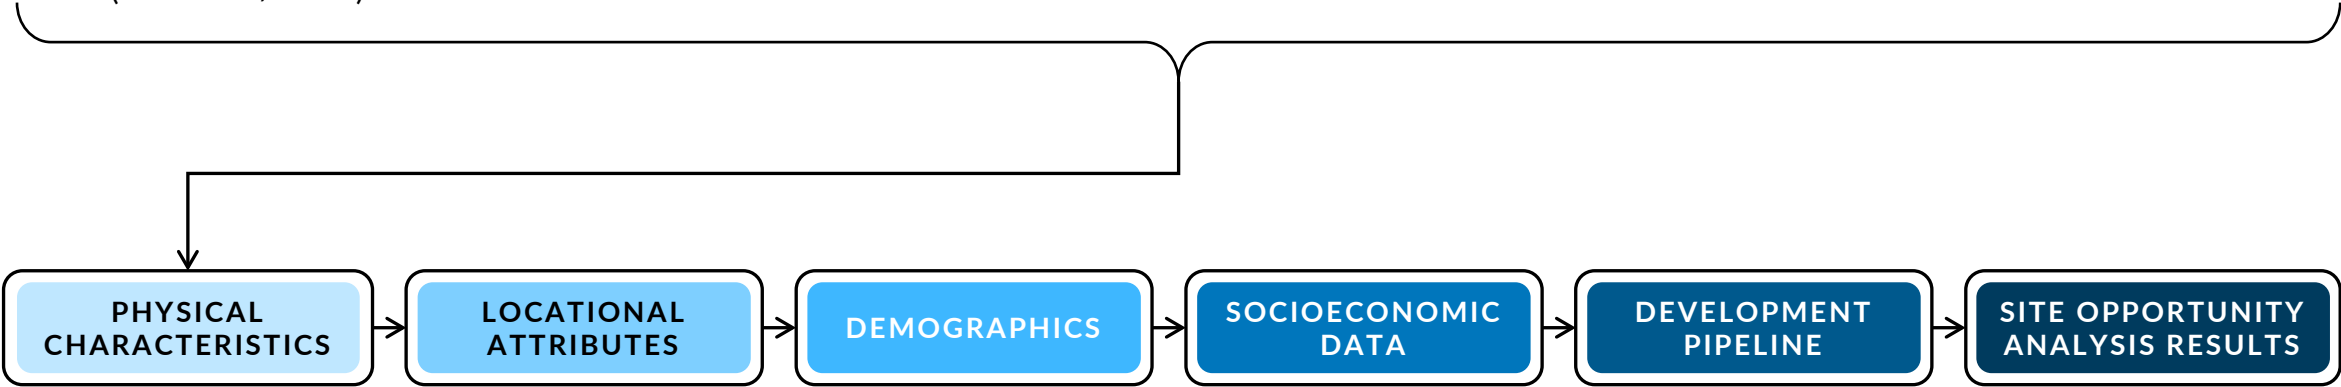 PHYSICAL
CHARACTERISTICS
LOCATIONAL
ATTRIBUTES
DEMOGRAPHICS
SOCIOECONOMIC
DATA
DEVELOPMENT
PIPELINE
SITE OPPORTUNITY
ANALYSIS RESULTS